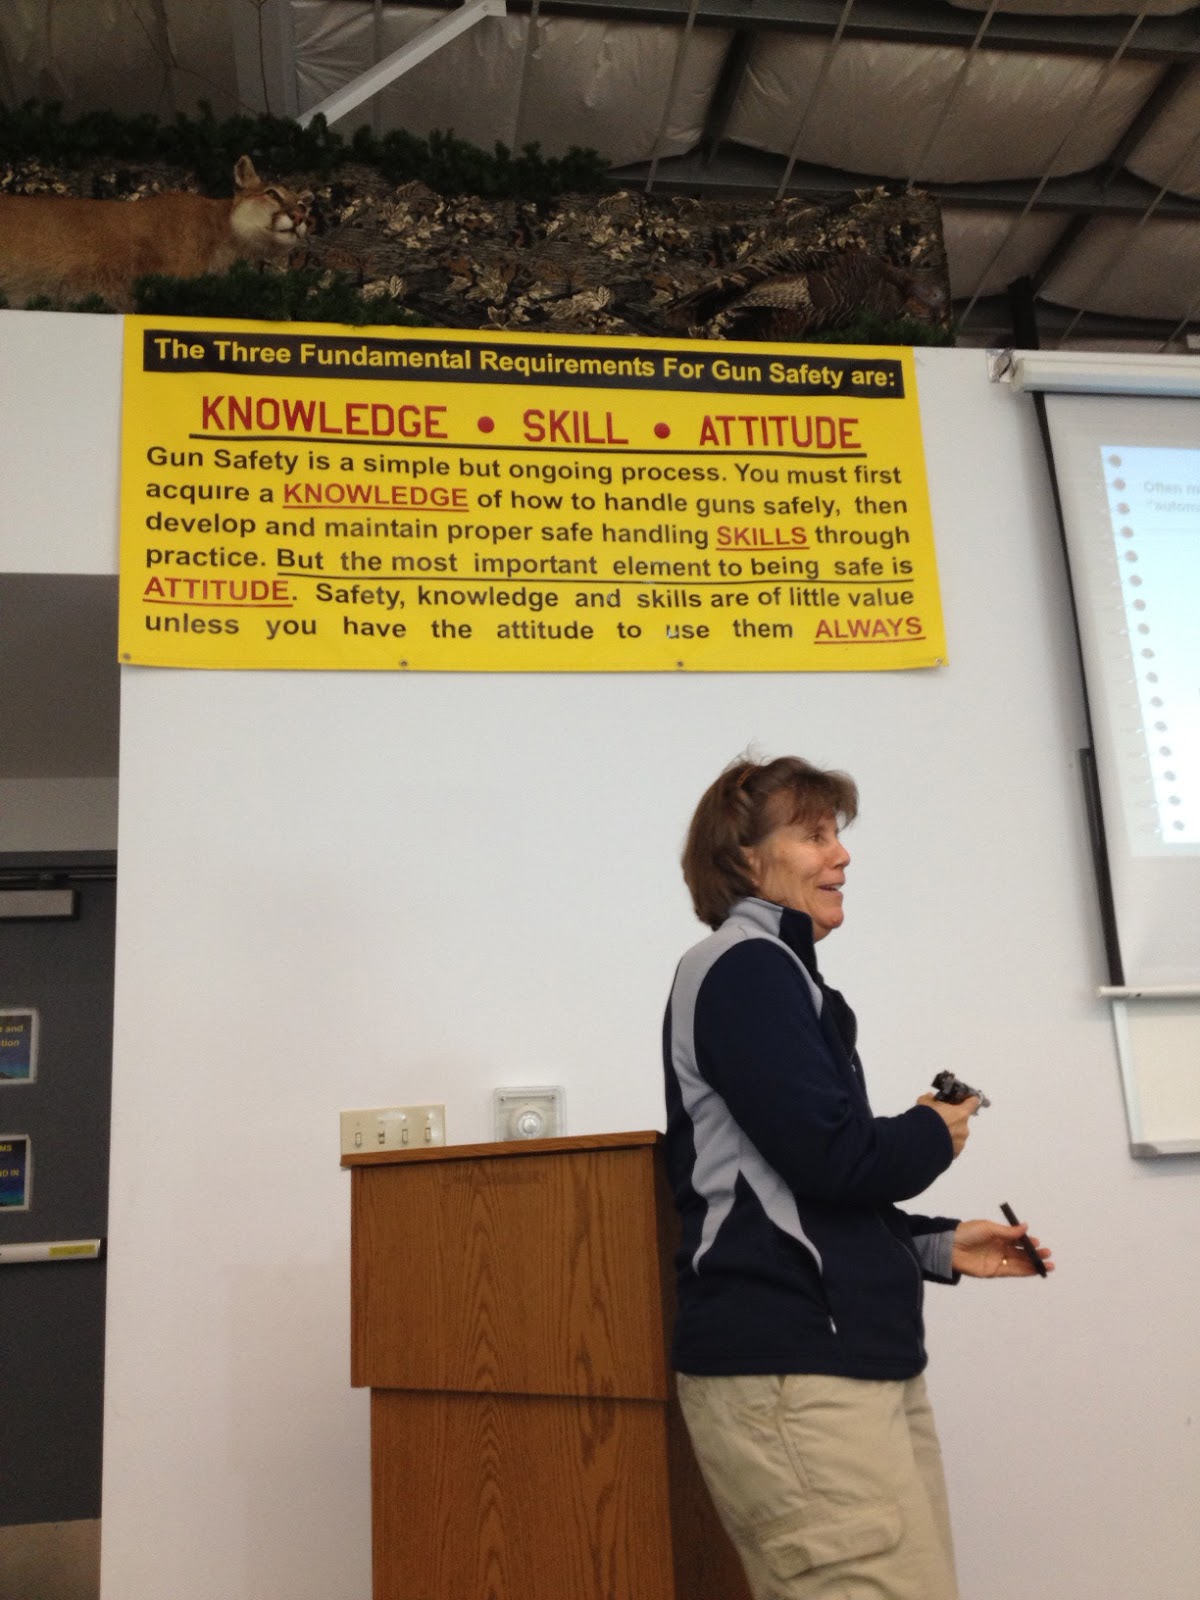 The Three Fundamental Requirements For Gun Safety are:
KNOWLEDGE • SKILL • ATTITUDE
Gun Safety is a simple but ongoing process. You must first
acquire a KNOWLEDGE of how to handle guns safely, then
develop and maintain proper safe handling SKILLS through
practice. But the most important element to being safe is
ATTITUDE. Safety, knowledge and skills are of little value
unless you have the attitude to use them ALWAYS
Often
and